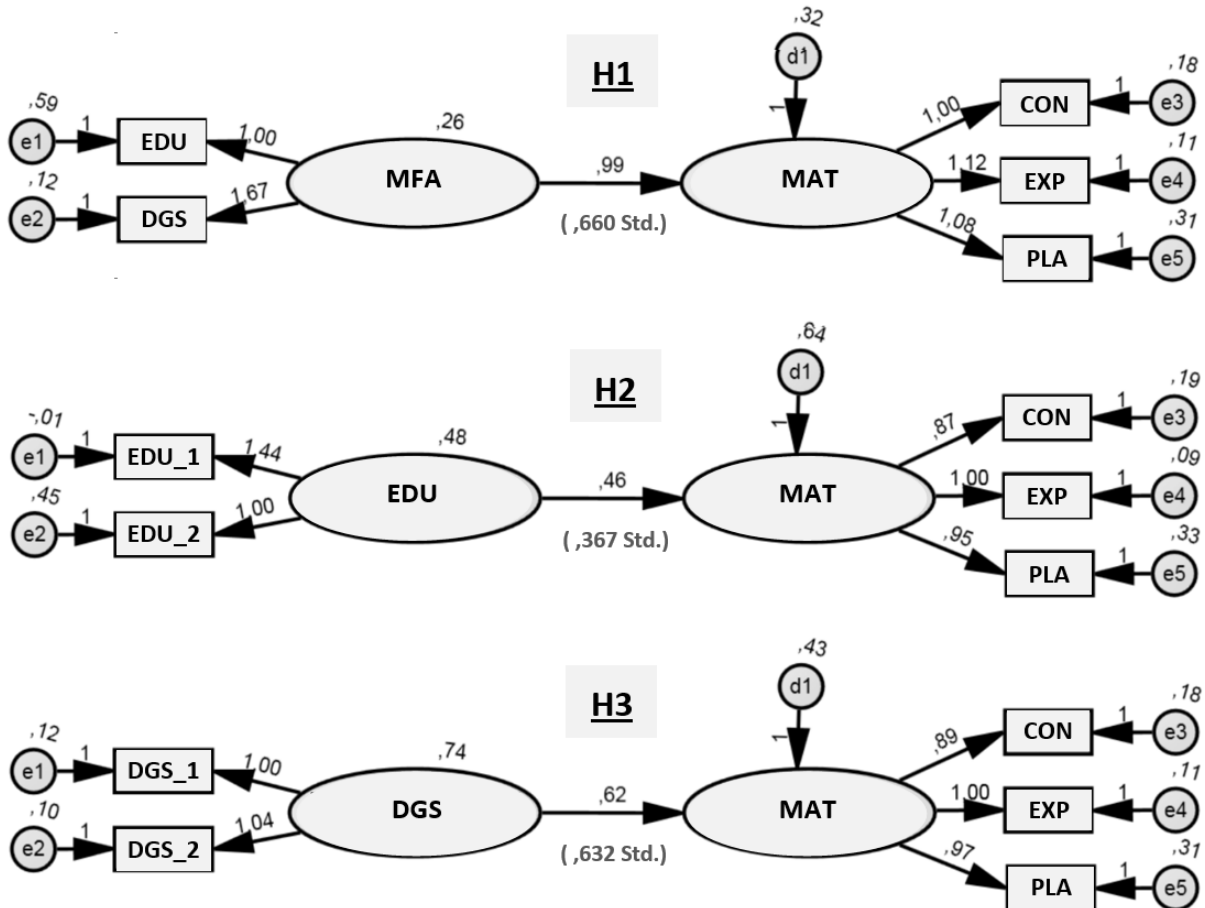 H1
,59
e1
1
EDU
1,00
,12
e2
1
DGS
1,67
,26
MFA
,99
( ,660 Std.)
,32
d1
1
MAT
1,00
CON
1
,18
e3
1,12
EXP
1
,11
e4
1,08
PLA
1
,31
e5
H2
-,01
e1
1
EDU_1
1,44
,45
e2
1
EDU_2
1,00
,48
EDU
,46
( ,367 Std.)
,64
d1
1
MAT
,87
CON
1
,19
e3
1,00
EXP
1
,09
e4
,95
PLA
1
,33
e5
H3
,12
e1
1
DGS_1
1,00
,10
e2
1
DGS_2
1,04
,74
DGS
,62
( ,632 Std.)
,43
d1
1
MAT
,89
CON
1
,18
e3
1,00
EXP
1
,11
e4
,97
PLA
1
,31
e5